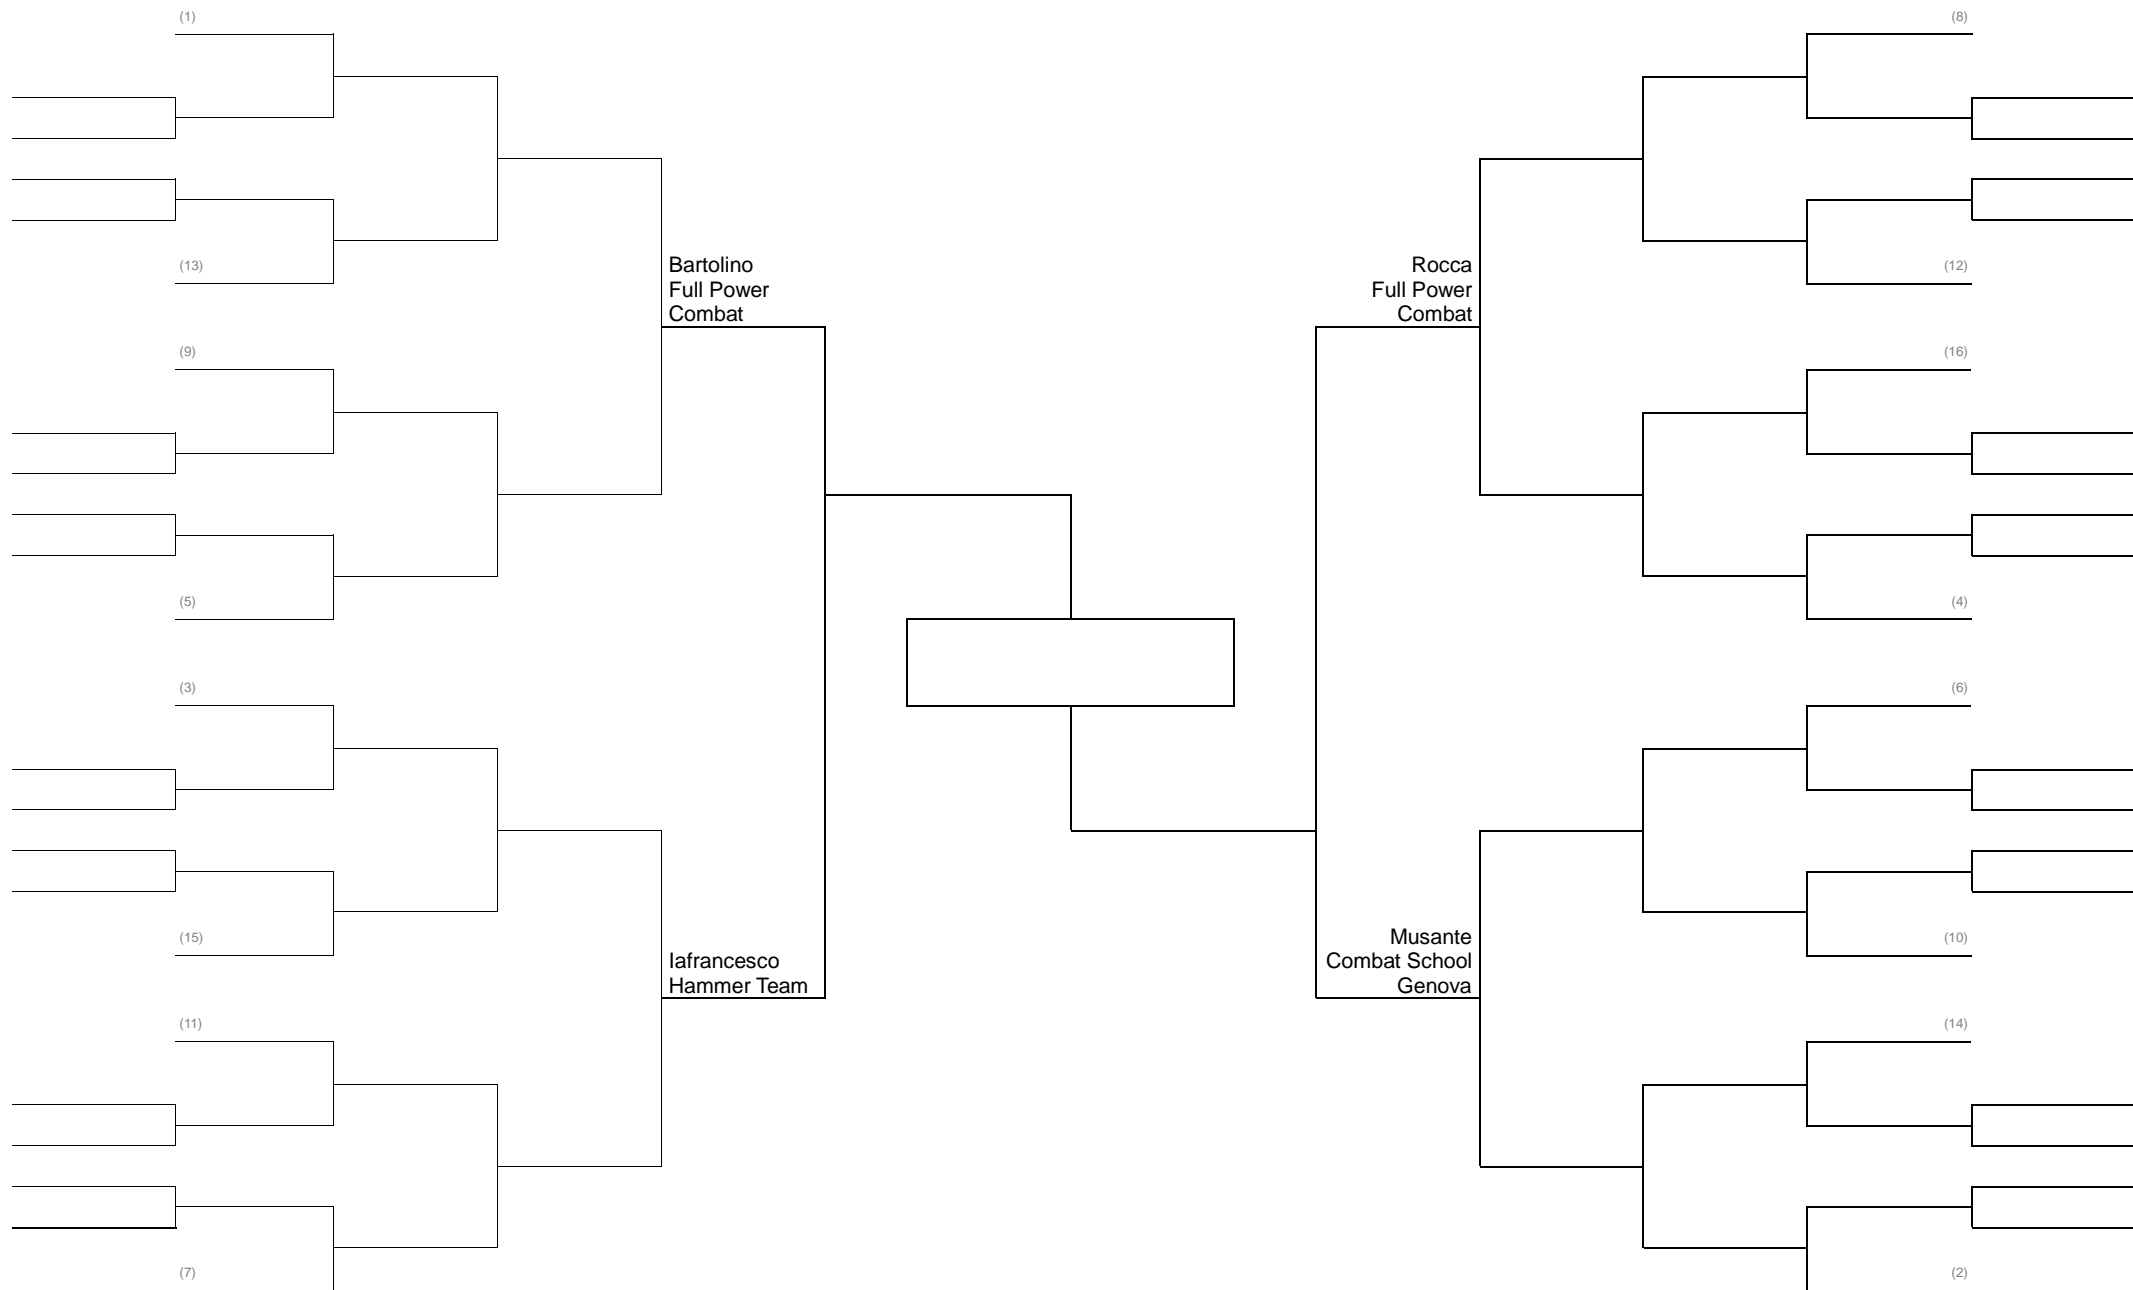 (1)
(8)
Bartolino
Full Power
Combat
Rocca
Full Power
Combat
(13)
(12)
(9)
(16)
(5)
(4)
(3)
(6)
Iafrancesco
Hammer Team
Musante
Combat School
Genova
(15)
(10)
(11)
(14)
(7)
(2)